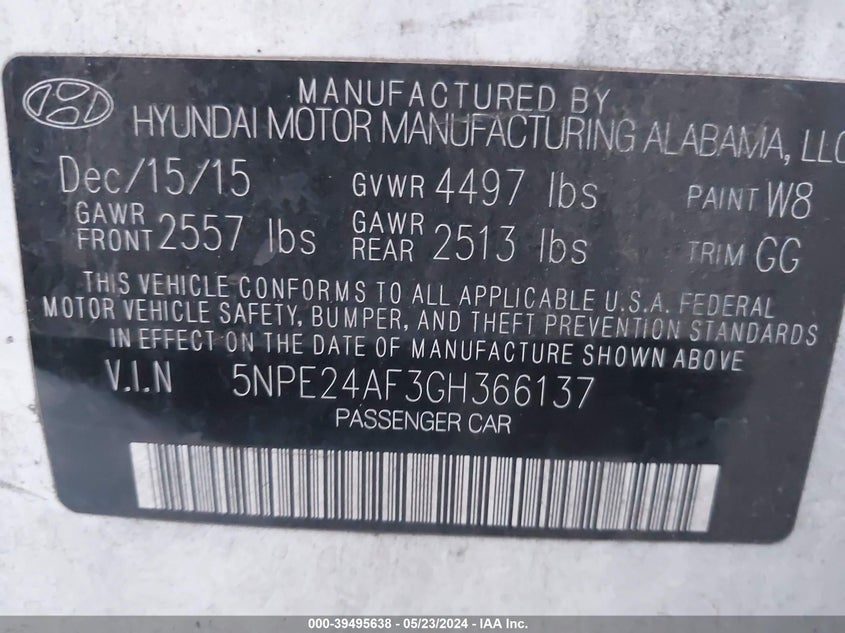 MANUFACTURED BY
HYUNDAI MOTOR MANUFACTURING ALABAMA, LLC
Dec/15/15 GVWR 4497 lbs PAINT W8
GAWR FRONT 2557 lbs GAWR REAR 2513 lbs TRIM GG
THIS VEHICLE CONFORMS TO ALL APPLICABLE U.S.A. FEDERAL
MOTOR VEHICLE SAFETY, BUMPER, AND THEFT PREVENTION STANDARDS
IN EFFECT ON THE DATE OF MANUFACTURE SHOWN ABOVE
V.I.N 5NPE24AF3GH366137
PASSENGER CAR
000-39495638 - 05/23/2024 - IAA Inc.